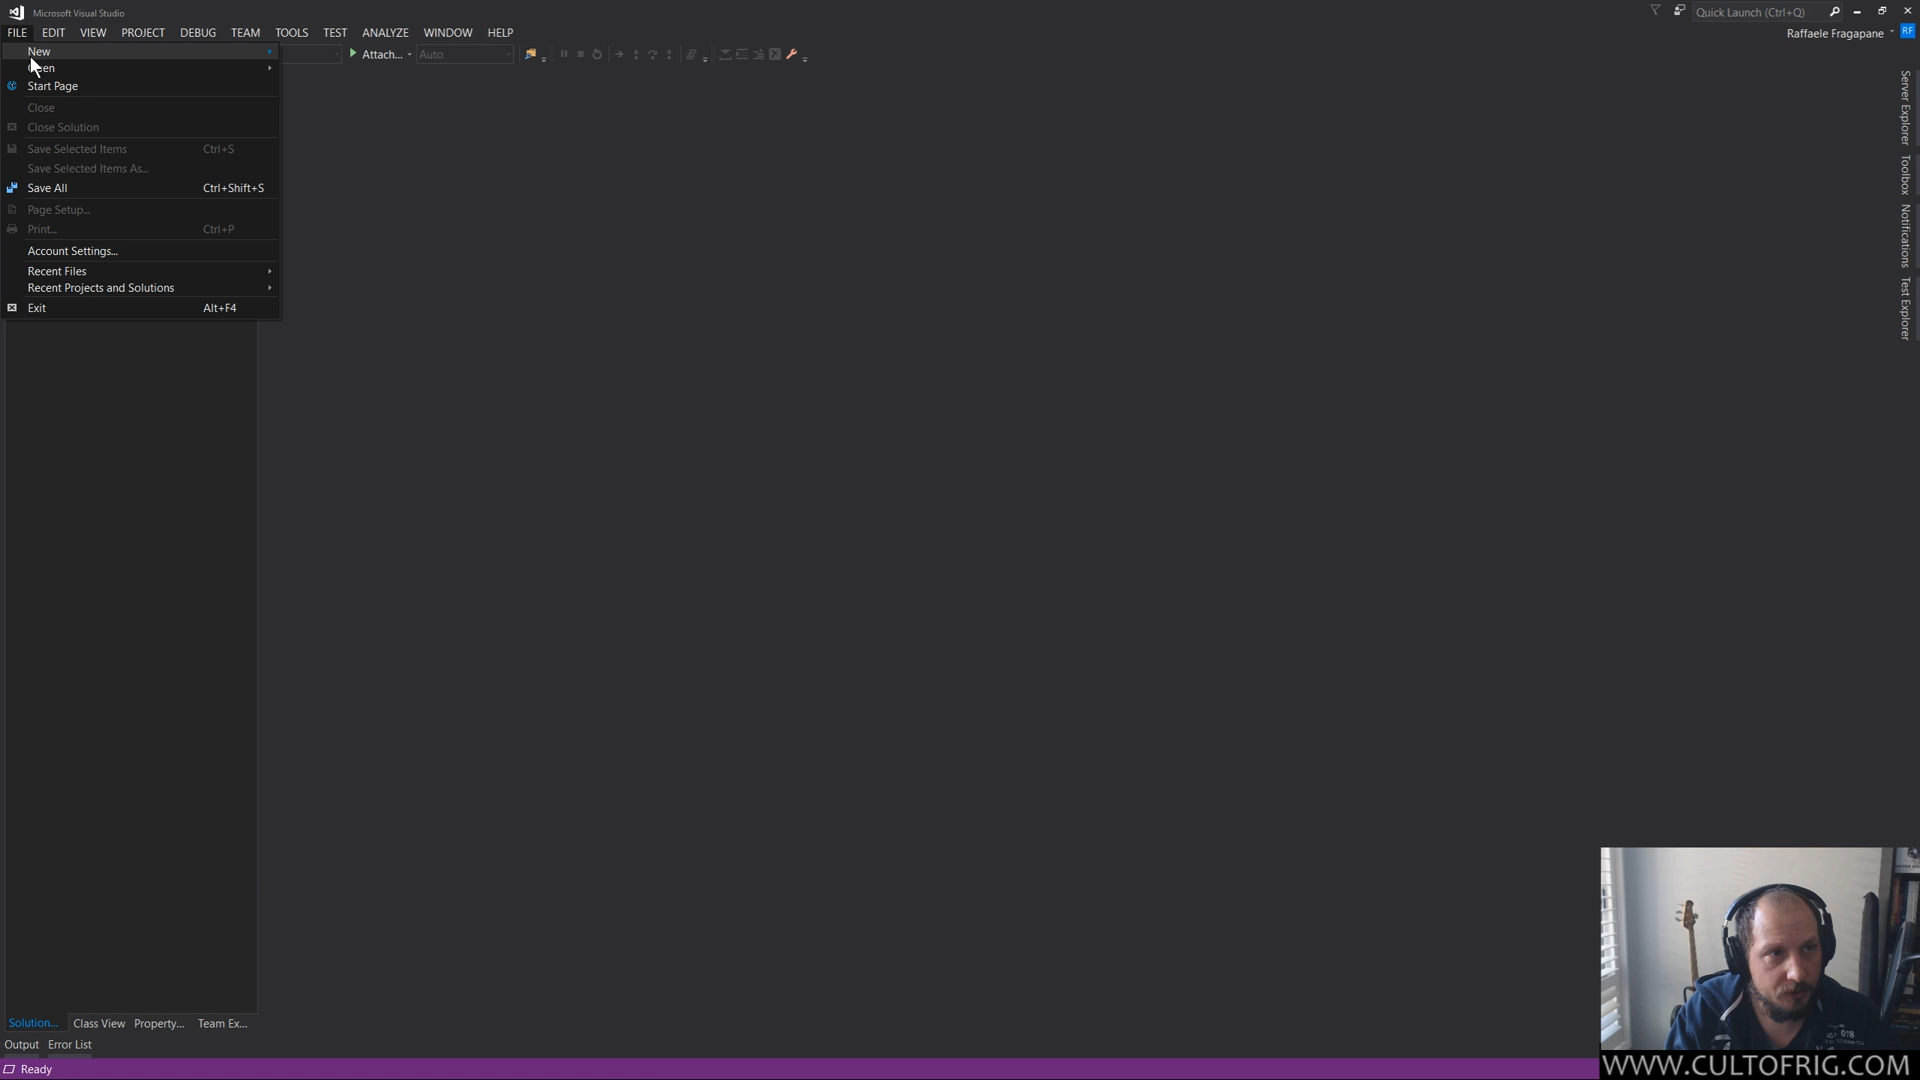 Microsoft Visual Studio
Quick Launch (Ctrl+Q)
FILE EDIT VIEW PROJECT DEBUG TEAM TOOLS TEST ANALYZE WINDOW HELP
Raffaele Fragapane RF
New
Attach... Auto
Start Page
Close
Close Solution
Save Selected Items Ctrl+S
Save Selected Items As...
Save All Ctrl+Shift+S
Page Setup...
Print... Ctrl+P
Account Settings...
Recent Files
Recent Projects and Solutions
Exit Alt+F4
Server Explorer
Toolbox
Notifications
Test Explorer
Solution... Class View Property... Team Ex...
Output Error List
Ready
WWW.CULTOFRIG.COM